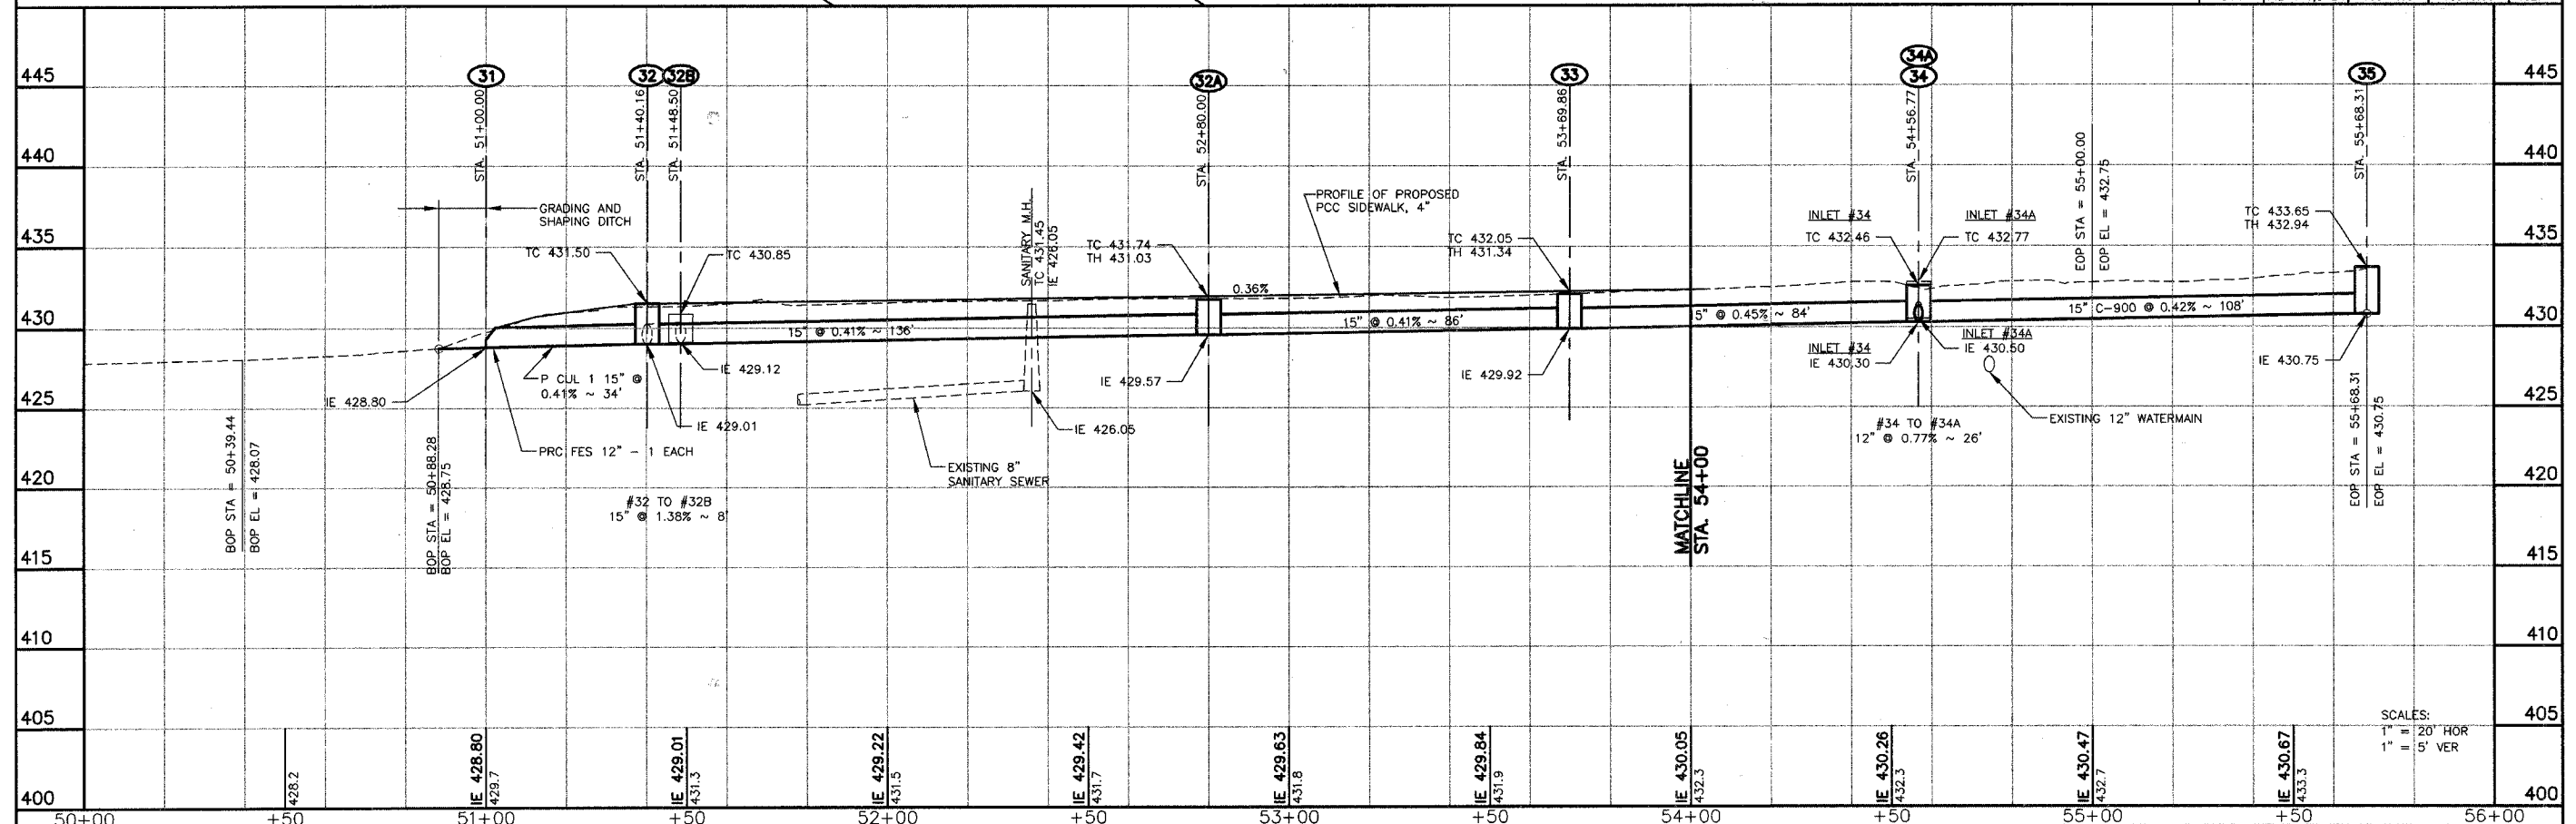 34A
31
32
32B
32A
33
34
35
445
445
STA. 51+00.00
STA. 51+40.16
STA. 51+48.50
STA. 52+80.00
STA. 53+69.86
STA. 54+56.77
STA. 55+68.31
440
440
EOP STA = 55+00.00
EOP EL = 432.75
GRADING AND
SHAPING DITCH
PROFILE OF PROPOSED
PCC SIDEWALK, 4"
SANITARY M.H.
TC 431.45
IE 426.05
INLET #34
TC 432.46
INLET #34A
TC 432.77
TC 433.65
TH 432.94
435
435
TC 431.50
TC 430.85
TC 431.74
TH 431.03
TC 432.05
TH 431.34
0.36%
430
430
15" @ 0.41% ~ 136'
15" @ 0.41% ~ 86'
15" @ 0.45% ~ 84'
15" C-900 @ 0.42% ~ 108'
INLET #34
IE 430.30
INLET #34A
IE 430.50
IE 430.75
IE 429.12
IE 429.57
IE 429.92
P CUL 1 15" @
0.41% ~ 34'
IE 428.80
425
425
IE 429.01
IE 426.05
#34 TO #34A
12" @ 0.77% ~ 26'
EXISTING 12" WATERMAIN
PRC FES 12" - 1 EACH
EXISTING 8"
SANITARY SEWER
BOP STA = 50+39.44
BOP EL = 428.07
BOP STA = 50+88.28
BOP EL = 428.75
EOP STA = 55+68.31
EOP EL = 430.75
420
420
#32 TO #32B
15" @ 1.38% ~ 8'
MATCHLINE
STA. 54+00
415
415
410
410
405
405
SCALES:
1" = 20' HOR
1" = 5' VER
428.2
IE 428.80
429.7
IE 429.01
431.3
IE 429.22
431.5
IE 429.42
431.7
IE 429.63
431.8
IE 429.84
431.9
IE 430.05
432.3
IE 430.26
432.3
IE 430.47
432.7
IE 430.67
433.3
400
400
50+00
+50
51+00
+50
52+00
+50
53+00
+50
54+00
+50
55+00
+50
56+00